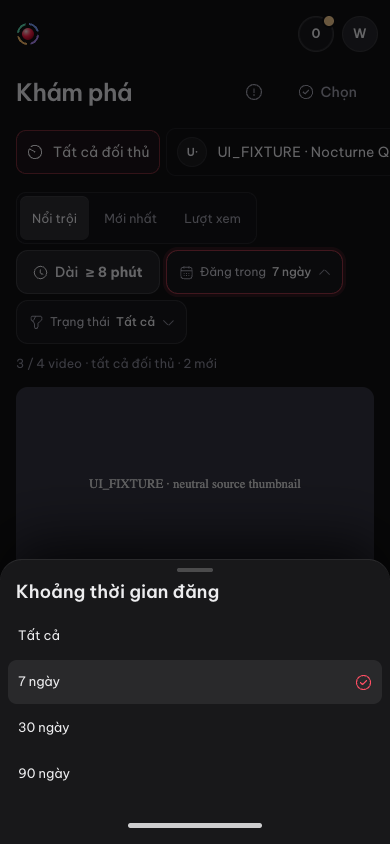 0 W
Khám phá
Chọn
Tất cả đối thủ U· UI_FIXTURE · Nocturne Q
Nổi trội Mới nhất Lượt xem
Dài ≥ 8 phút Đăng trong 7 ngày
Trạng thái Tất cả
3 / 4 video · tất cả đối thủ · 2 mới
UI_FIXTURE · neutral source thumbnail
Khoảng thời gian đăng
Tất cả
7 ngày
30 ngày
90 ngày